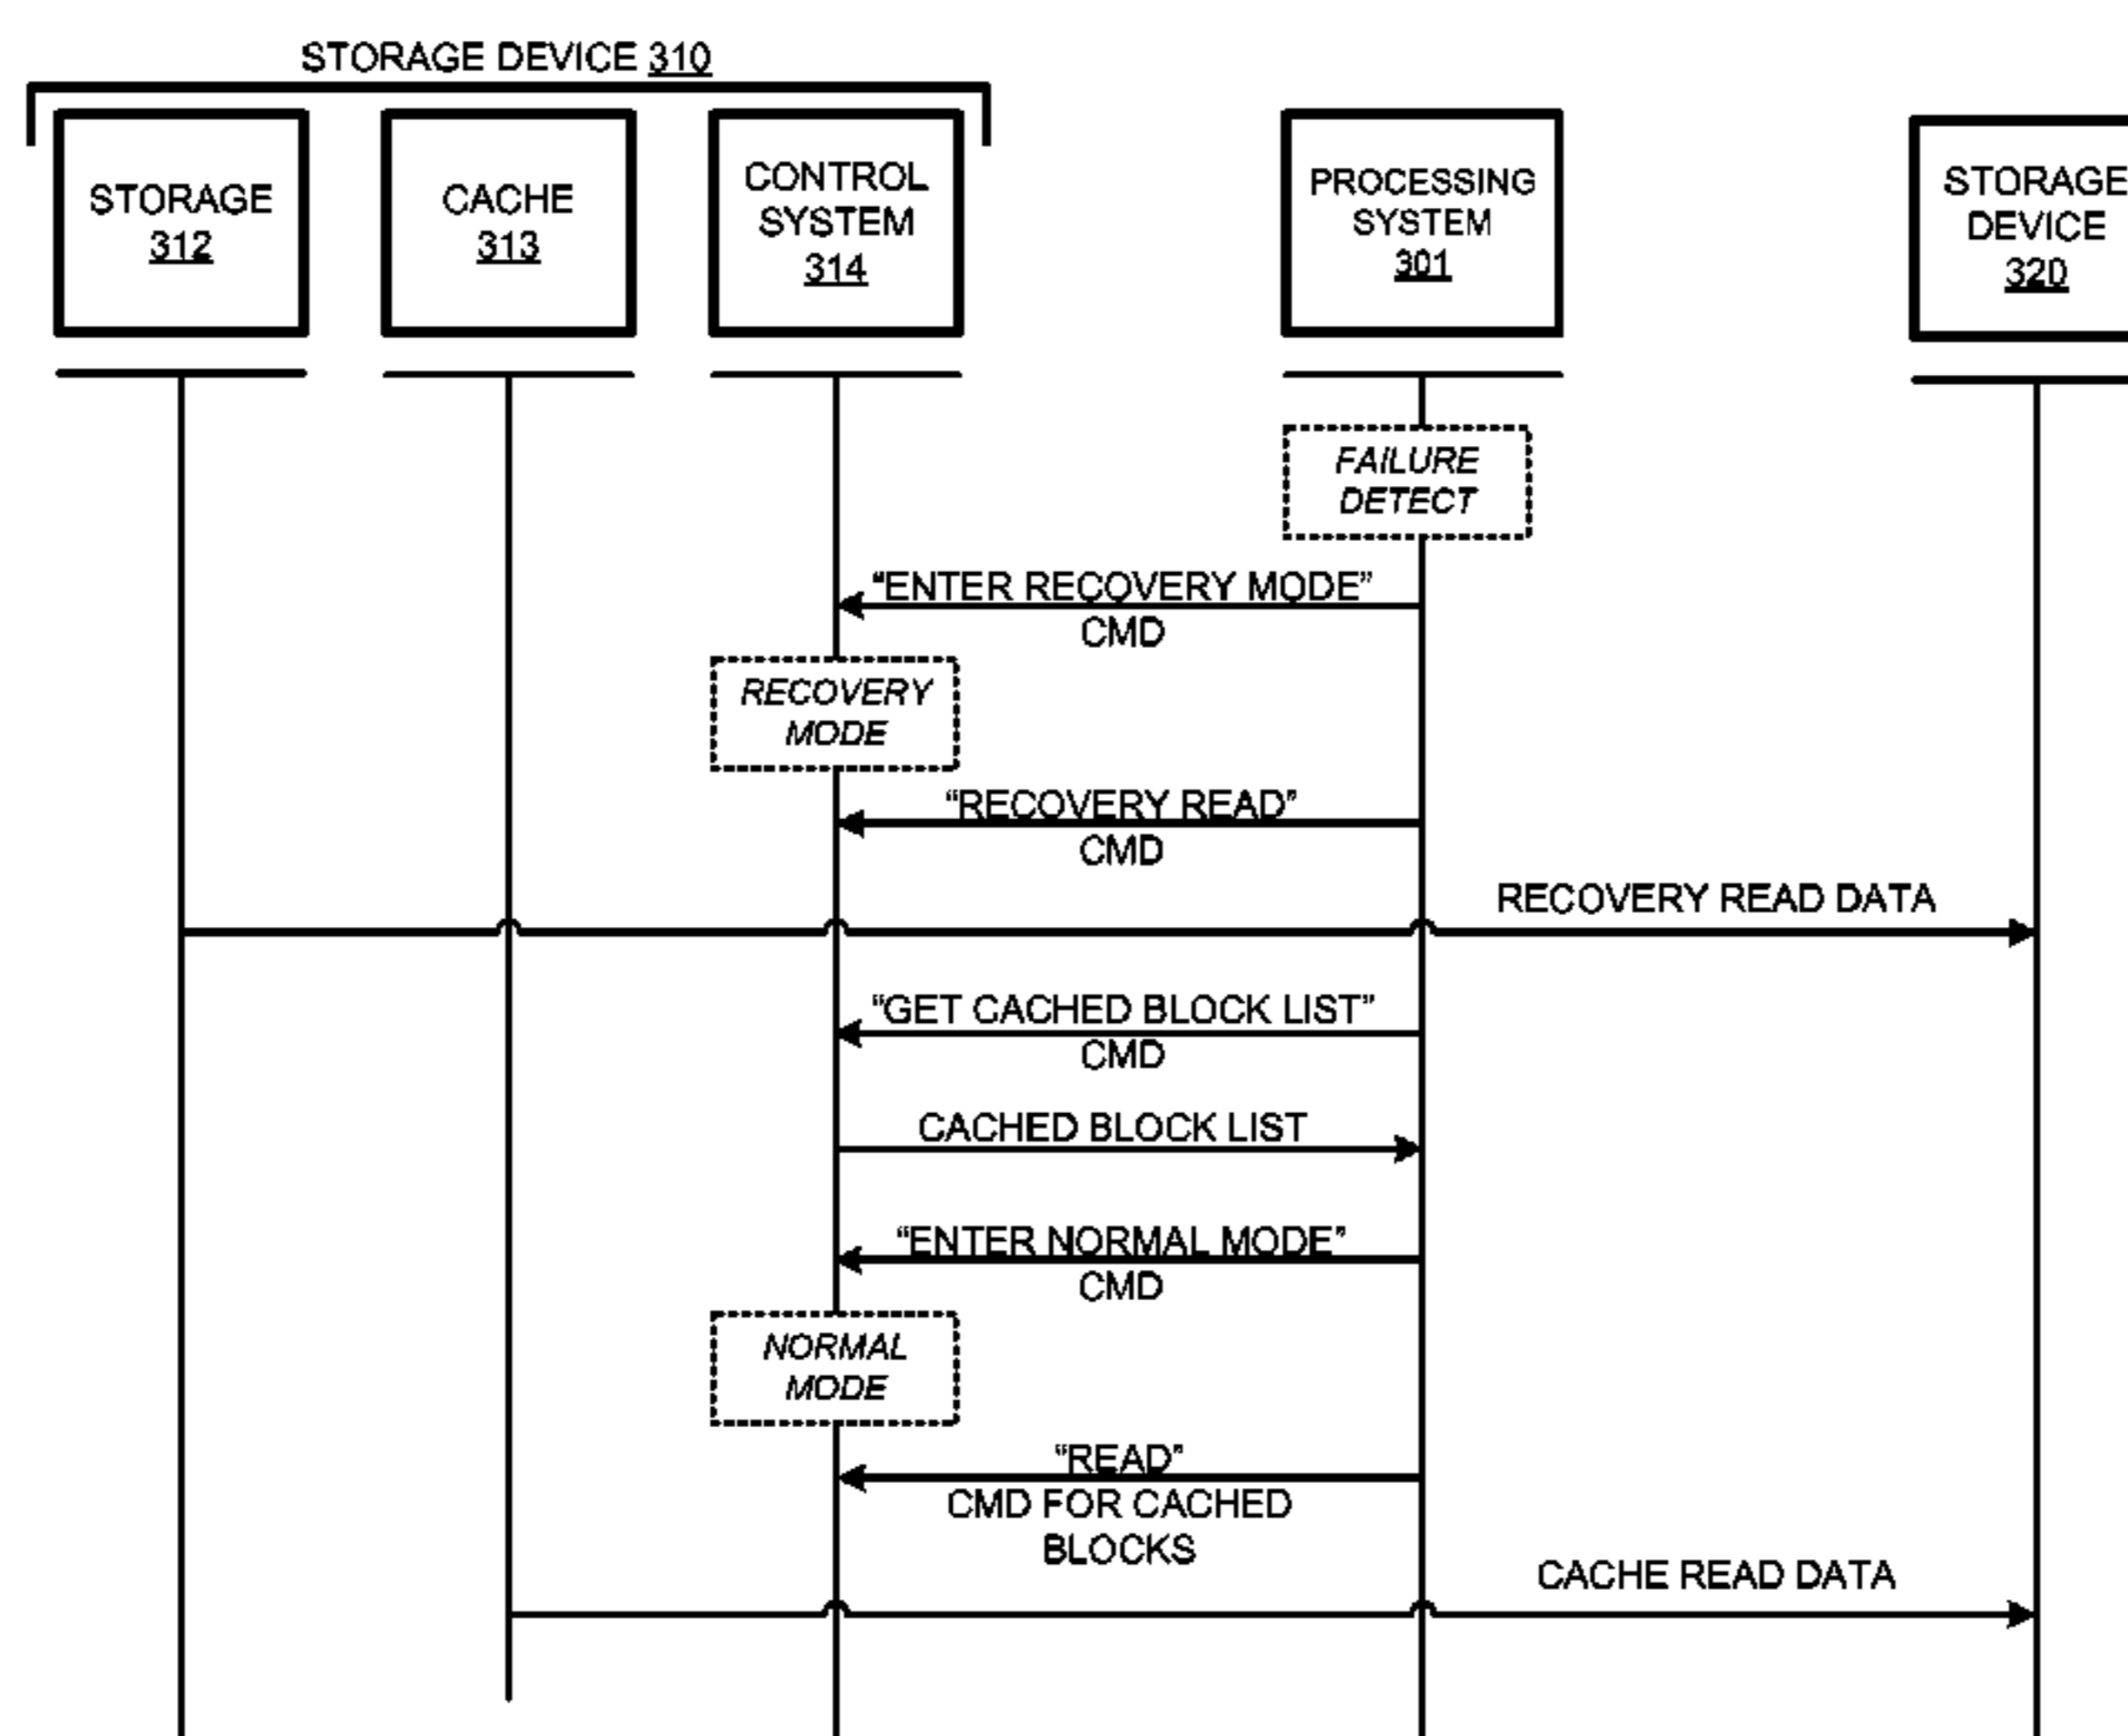 STORAGE DEVICE 310
STORAGE
312
CACHE
313
CONTROL
SYSTEM
314
PROCESSING
SYSTEM
301
STORAGE
DEVICE
320
FAILURE
DETECT
“ENTER RECOVERY MODE”
CMD
RECOVERY
MODE
“RECOVERY READ”
CMD
RECOVERY READ DATA
“GET CACHED BLOCK LIST”
CMD
CACHED BLOCK LIST
“ENTER NORMAL MODE”
CMD
NORMAL
MODE
“READ”
CMD FOR CACHED
BLOCKS
CACHE READ DATA